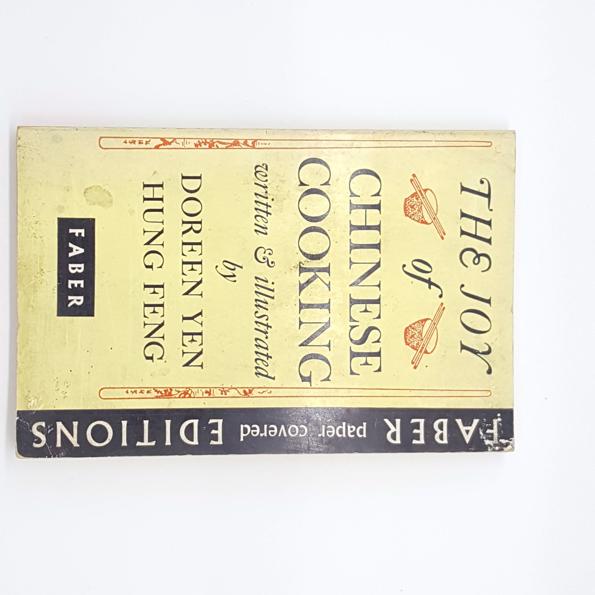 THE JOY
of
CHINESE
COOKING
written & illustrated
by
DOREEN YEN
HUNG FENG
FABER
FABER paper covered EDITIONS